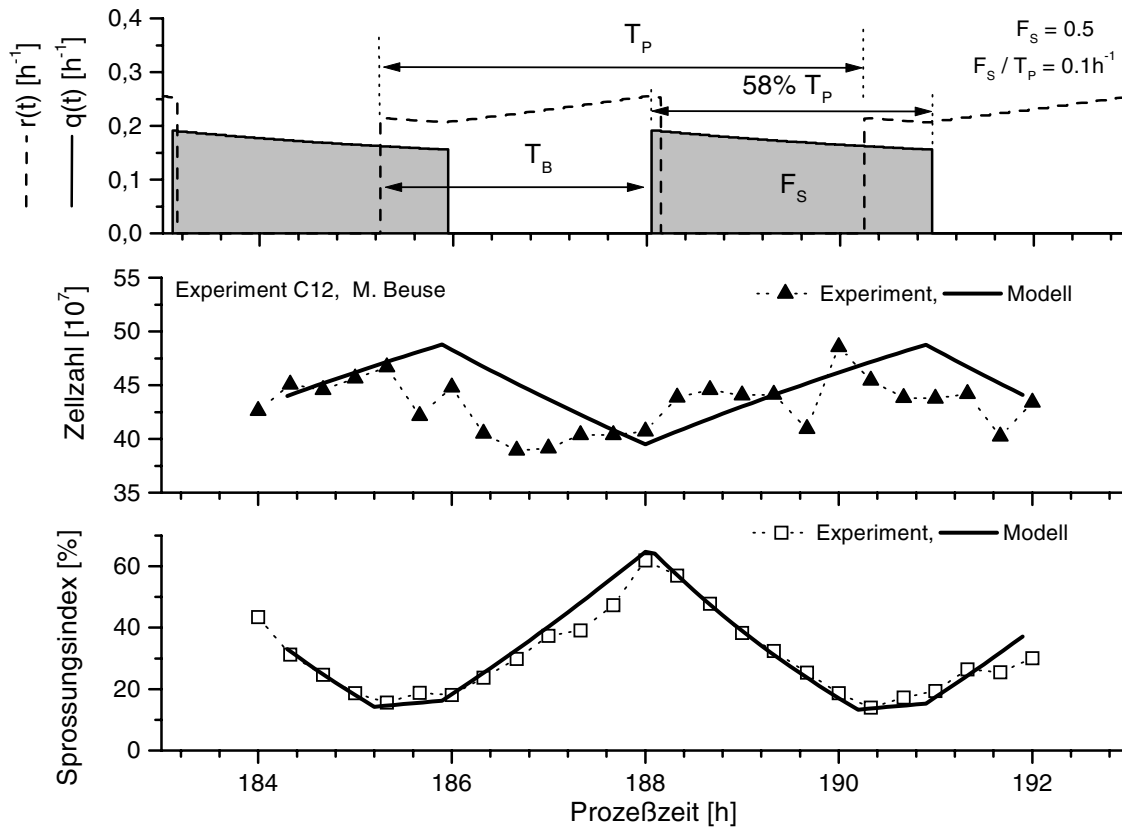 r(t) [h⁻¹]
q(t) [h⁻¹]
0,4
0,3
0,2
0,1
0,0
T_P
F_S = 0.5
F_S / T_P = 0.1h⁻¹
58% T_P
T_B
F_S
Zellzahl [10⁷]
55
50
45
40
35
Experiment C12, M. Beuse
Experiment, Modell
Sprossungsindex [%]
60
40
20
0
Experiment, Modell
184 186 188 190 192
Prozeßzeit [h]